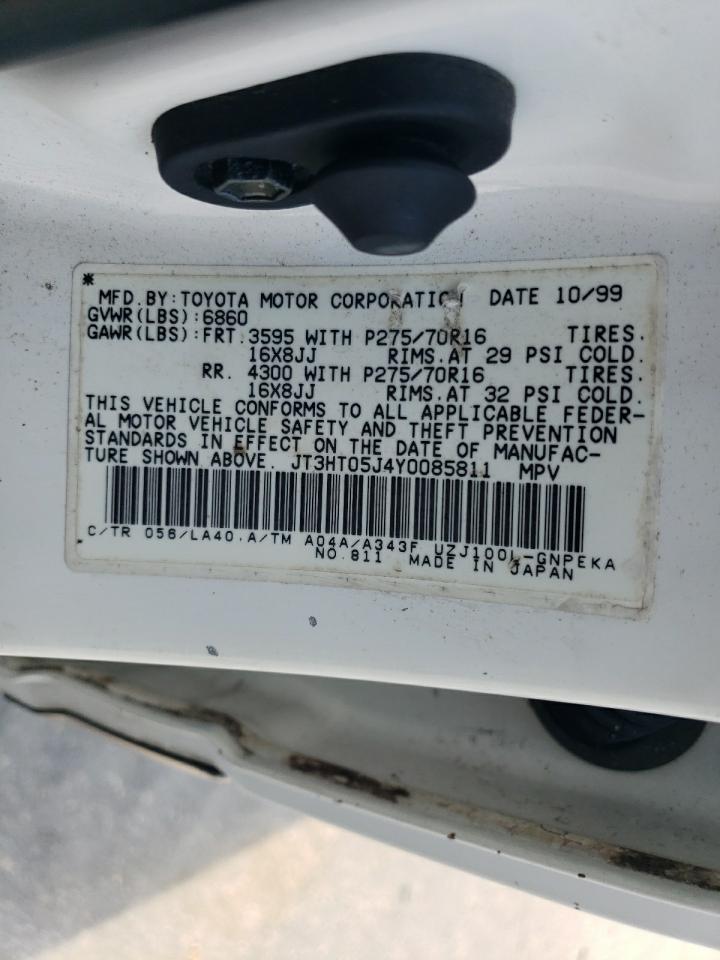 *
MFD.BY:TOYOTA MOTOR CORPORATION DATE 10/99
GVWR(LBS):6860
GAWR(LBS):FRT.3595 WITH P275/70R16 TIRES.
16X8JJ RIMS.AT 29 PSI COLD.
RR. 4300 WITH P275/70R16 TIRES.
16X8JJ RIMS.AT 32 PSI COLD.
THIS VEHICLE CONFORMS TO ALL APPLICABLE FEDER-
AL MOTOR VEHICLE SAFETY AND THEFT PREVENTION
STANDARDS IN EFFECT ON THE DATE OF MANUFAC-
TURE SHOWN ABOVE. JT3HT05J4Y0085811 MPV
C/TR 056/LA40.A/TM A04A/A343F UZJ100L-GNPEKA
NO.811 MADE IN JAPAN